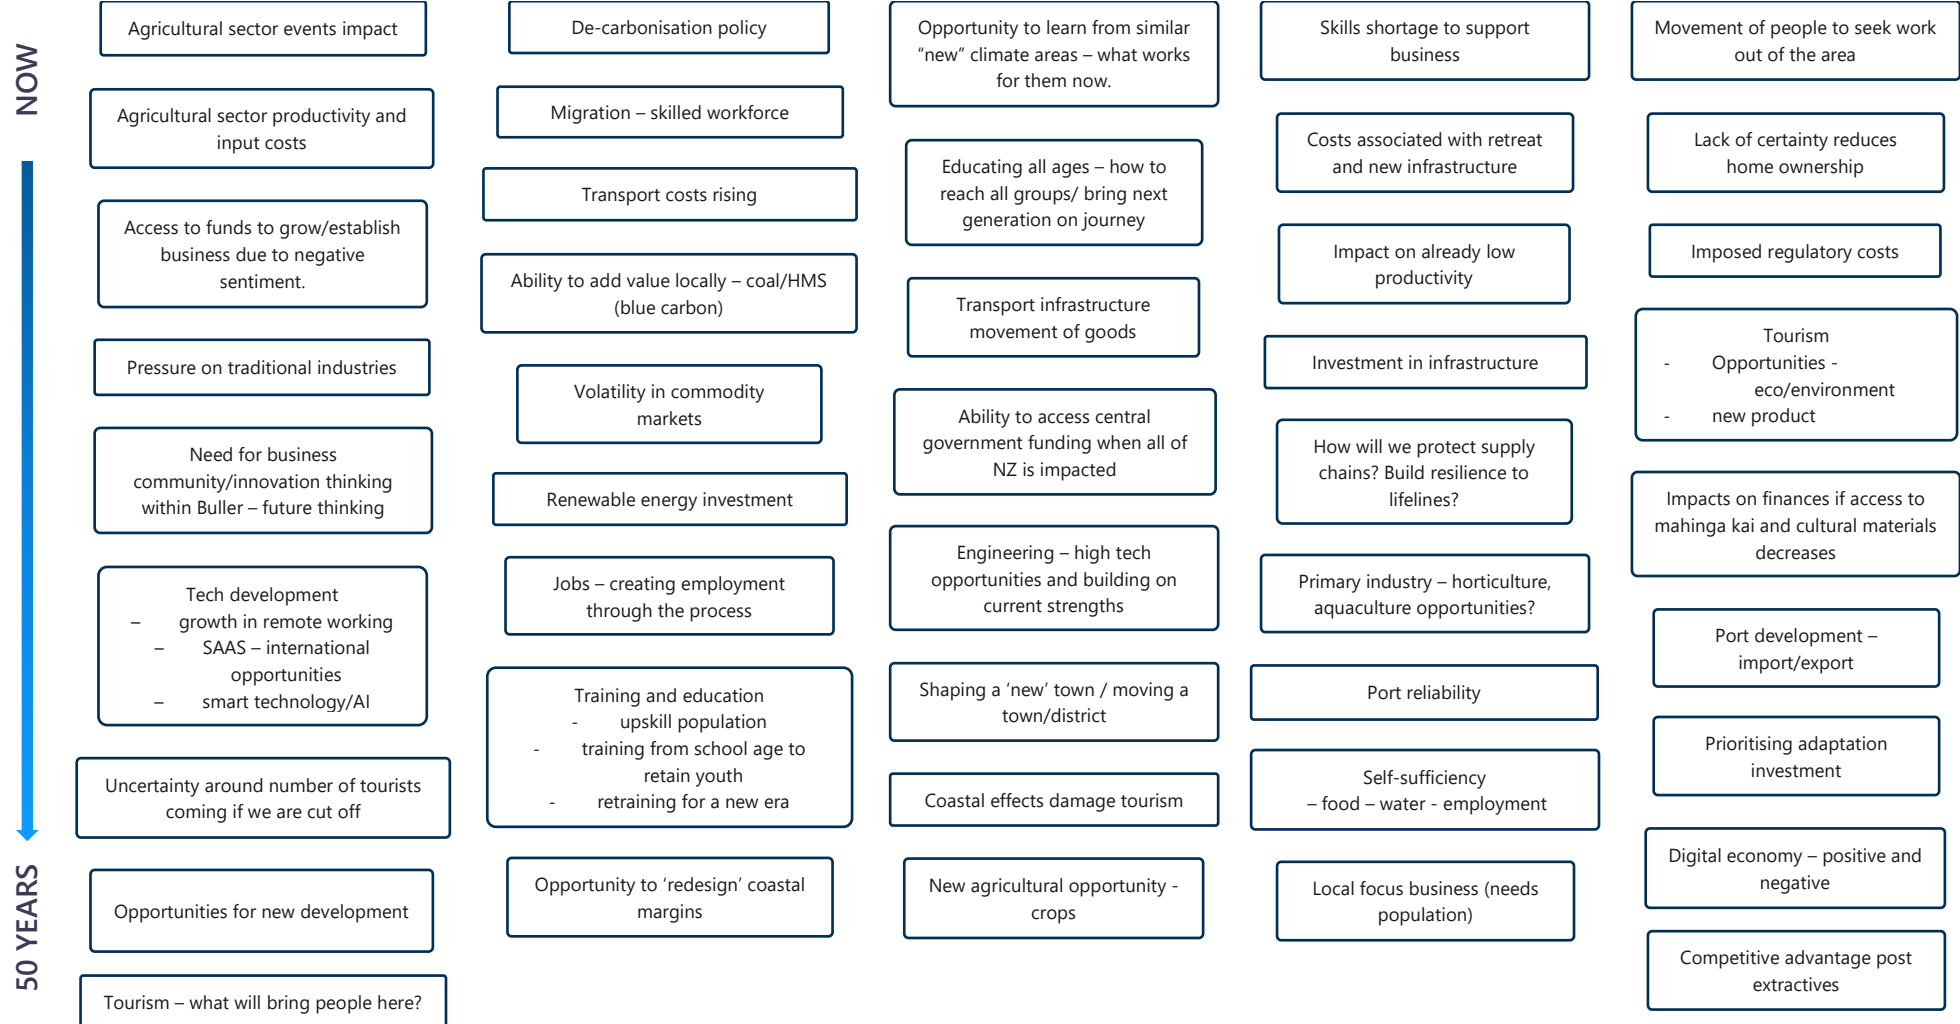 NOW
50 YEARS
Agricultural sector events impact
Agricultural sector productivity and
input costs
Access to funds to grow/establish
business due to negative
sentiment.
Pressure on traditional industries
Need for business
community/innovation thinking
within Buller – future thinking
Tech development
– growth in remote working
– SAAS – international
opportunities
– smart technology/AI
Uncertainty around number of tourists
coming if we are cut off
Opportunities for new development
Tourism – what will bring people here?
De-carbonisation policy
Migration – skilled workforce
Transport costs rising
Ability to add value locally – coal/HMS
(blue carbon)
Volatility in commodity
markets
Renewable energy investment
Jobs – creating employment
through the process
Training and education
- upskill population
- training from school age to
retain youth
- retraining for a new era
Opportunity to ‘redesign’ coastal
margins
Opportunity to learn from similar
“new” climate areas – what works
for them now.
Educating all ages – how to
reach all groups/ bring next
generation on journey
Transport infrastructure
movement of goods
Ability to access central
government funding when all of
NZ is impacted
Engineering – high tech
opportunities and building on
current strengths
Shaping a ‘new’ town / moving a
town/district
Coastal effects damage tourism
New agricultural opportunity -
crops
Skills shortage to support
business
Costs associated with retreat
and new infrastructure
Impact on already low
productivity
Investment in infrastructure
How will we protect supply
chains? Build resilience to
lifelines?
Primary industry – horticulture,
aquaculture opportunities?
Port reliability
Self-sufficiency
– food – water - employment
Local focus business (needs
population)
Movement of people to seek work
out of the area
Lack of certainty reduces
home ownership
Imposed regulatory costs
Tourism
- Opportunities -
eco/environment
- new product
Impacts on finances if access to
mahinga kai and cultural materials
decreases
Port development –
import/export
Prioritising adaptation
investment
Digital economy – positive and
negative
Competitive advantage post
extractives